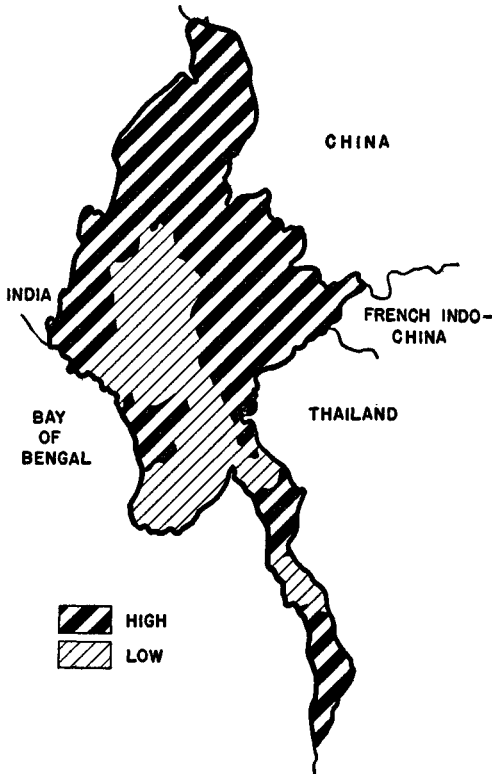 CHINA
INDIA
FRENCH INDO-
CHINA
THAILAND
BAY
OF
BENGAL
HIGH
LOW